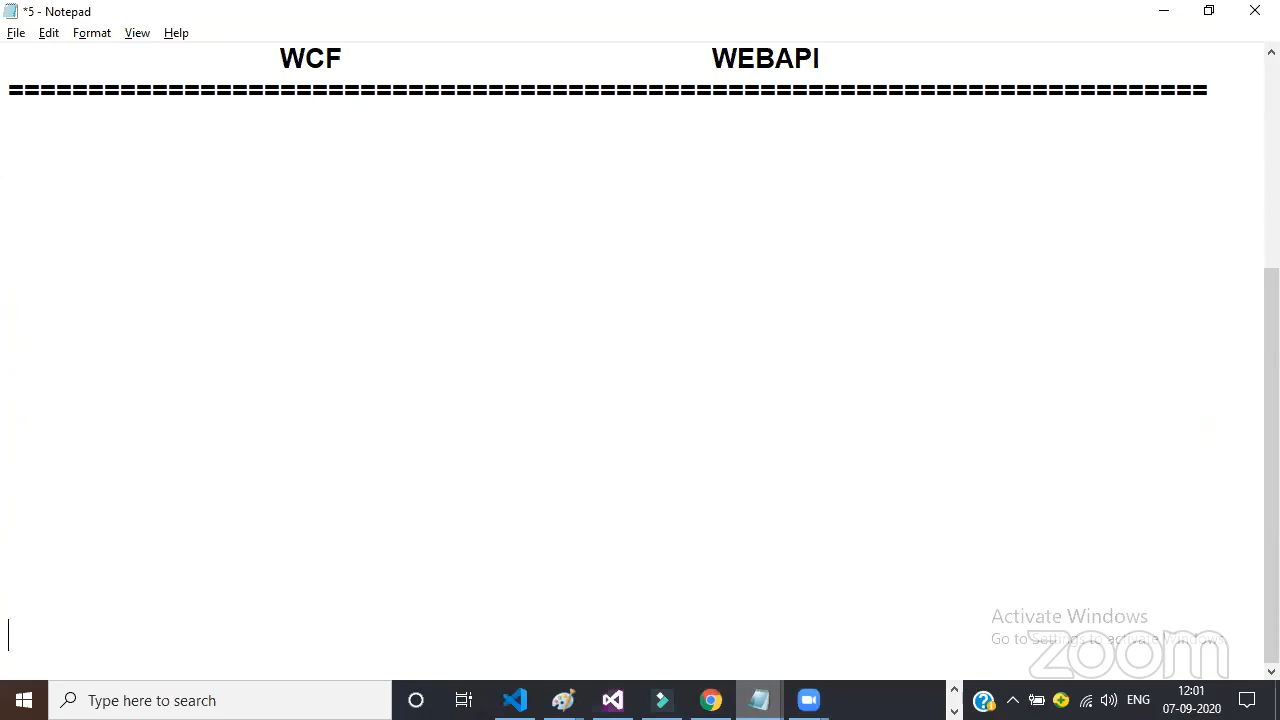 *5 - Notepad
File Edit Format View Help
WCF WEBAPI
===========================================================================
Activate Windows
Go to Settings to activate Windows.
zoom
Type here to search
ENG
12:01
07-09-2020